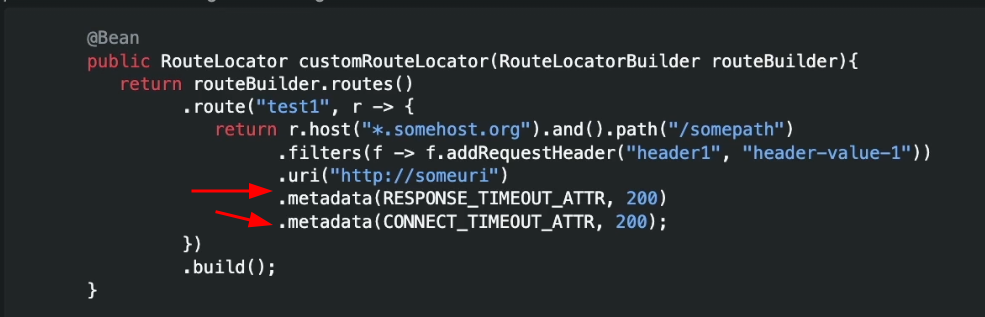 @Bean
public RouteLocator customRouteLocator(RouteLocatorBuilder routeBuilder){
return routeBuilder.routes()
.route("test1", r -> {
return r.host("*.somehost.org").and().path("/somepath")
.filters(f -> f.addRequestHeader("header1", "header-value-1"))
.uri("http://someuri")
.metadata(RESPONSE_TIMEOUT_ATTR, 200)
.metadata(CONNECT_TIMEOUT_ATTR, 200);
})
.build();
}